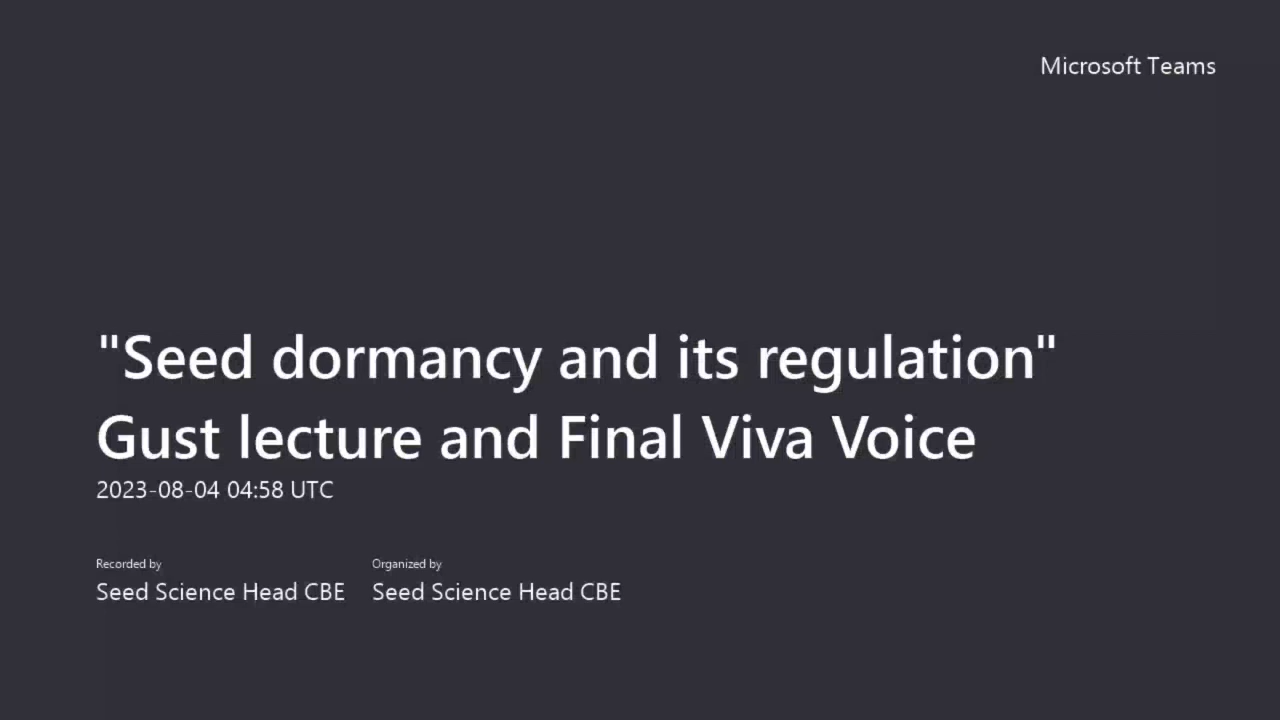 Microsoft Teams
"Seed dormancy and its regulation"
Gust lecture and Final Viva Voice
2023-08-04 04:58 UTC
Recorded by Organized by
Seed Science Head CBE Seed Science Head CBE